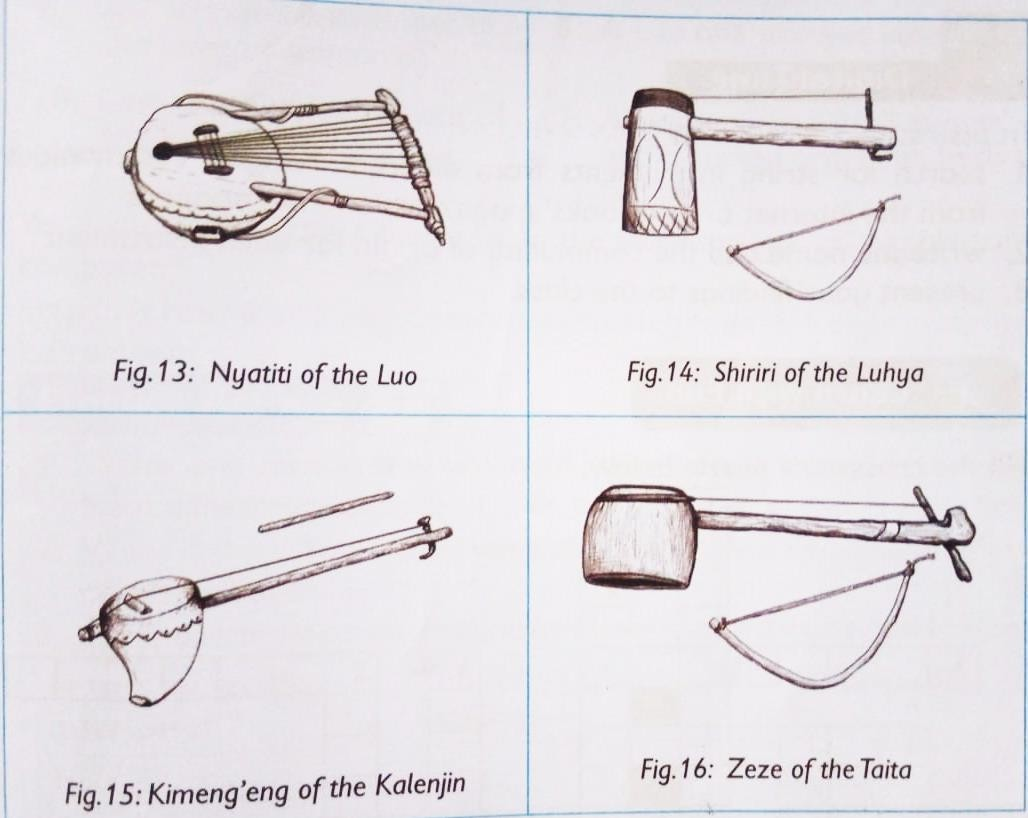 Fig.13: Nyatiti of the Luo
Fig.14: Shiriri of the Luhya
Fig.15: Kimeng'eng of the Kalenjin
Fig.16: Zeze of the Taita